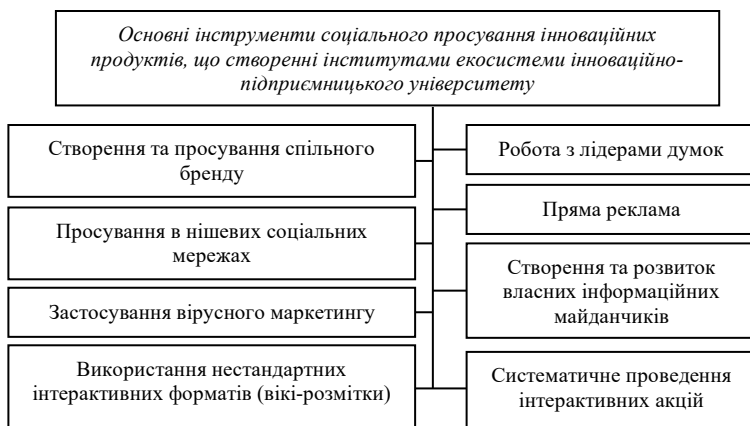 Основні інструменти соціального просування інноваційних
продуктів, що створенні інститутами екосистеми інноваційно-
підприємницького університету
Створення та просування спільного
бренду
Просування в нішевих соціальних
мережах
Застосування вірусного маркетингу
Використання нестандартних
інтерактивних форматів (вікі-розмітки)
Робота з лідерами думок
Пряма реклама
Створення та розвиток
власних інформаційних
майданчиків
Систематичне проведення
інтерактивних акцій